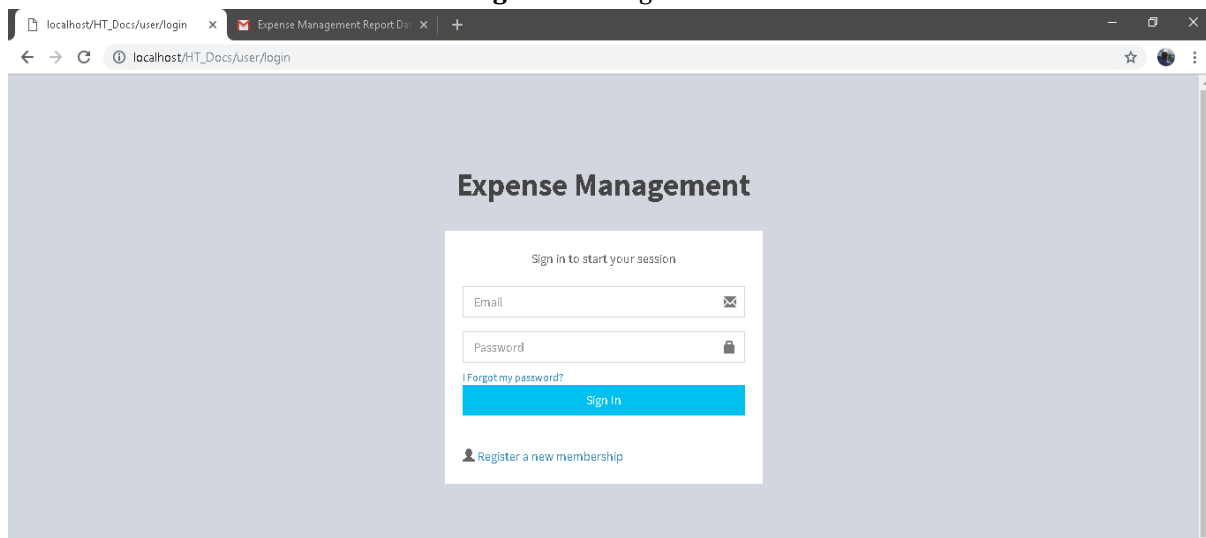 localhost/HT_Docs/user/login
Expense Management Report Da
localhost/HT_Docs/user/login
Expense Management
Sign in to start your session
Email
Password
I Forgot my password?
Sign In
Register a new membership